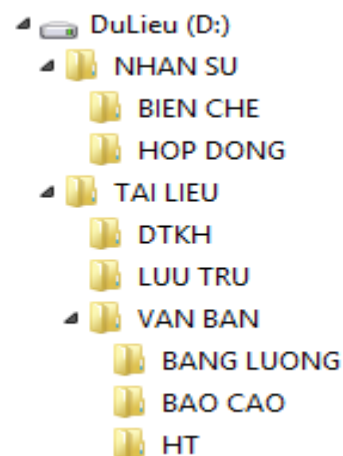 DuLieu (D:)
NHAN SU
BIEN CHE
HOP DONG
TAI LIEU
DTKH
LUU TRU
VAN BAN
BANG LUONG
BAO CAO
HT